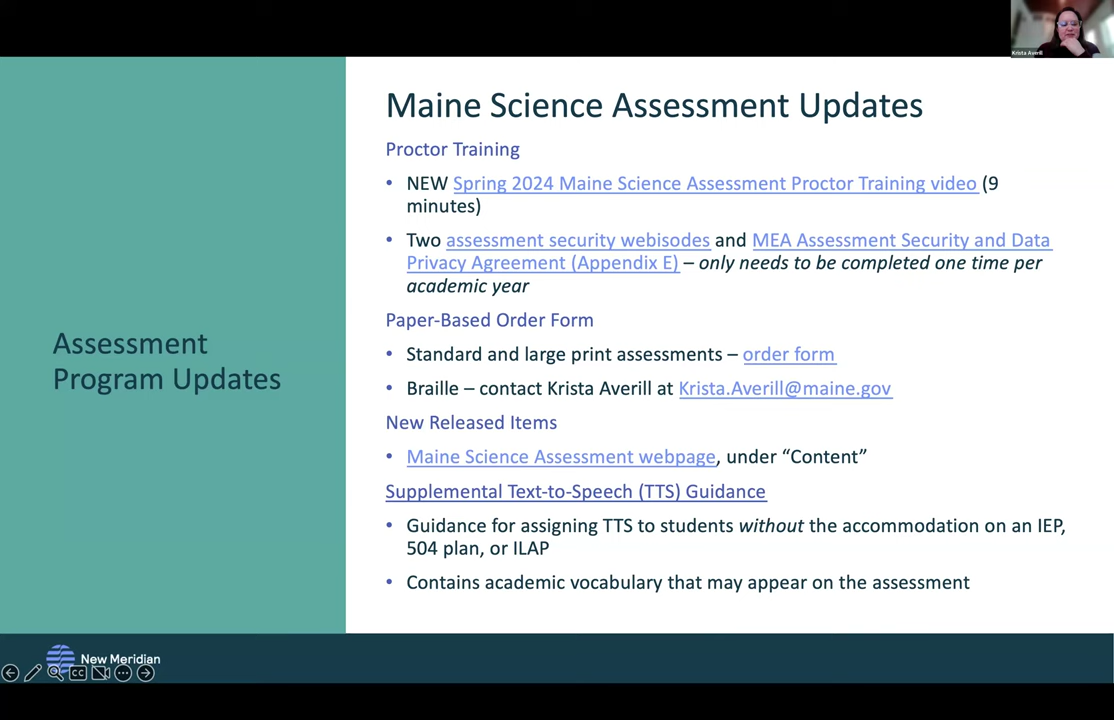 Krista Averill
Maine Science Assessment Updates
Proctor Training
• NEW Spring 2024 Maine Science Assessment Proctor Training video (9
minutes)
• Two assessment security webisodes and MEA Assessment Security and Data
Privacy Agreement (Appendix E) – only needs to be completed one time per
academic year
Paper-Based Order Form
• Standard and large print assessments – order form
• Braille – contact Krista Averill at Krista.Averill@maine.gov
New Released Items
• Maine Science Assessment webpage, under “Content”
Supplemental Text-to-Speech (TTS) Guidance
• Guidance for assigning TTS to students without the accommodation on an IEP,
504 plan, or ILAP
• Contains academic vocabulary that may appear on the assessment
Assessment
Program Updates
New Meridian
CC